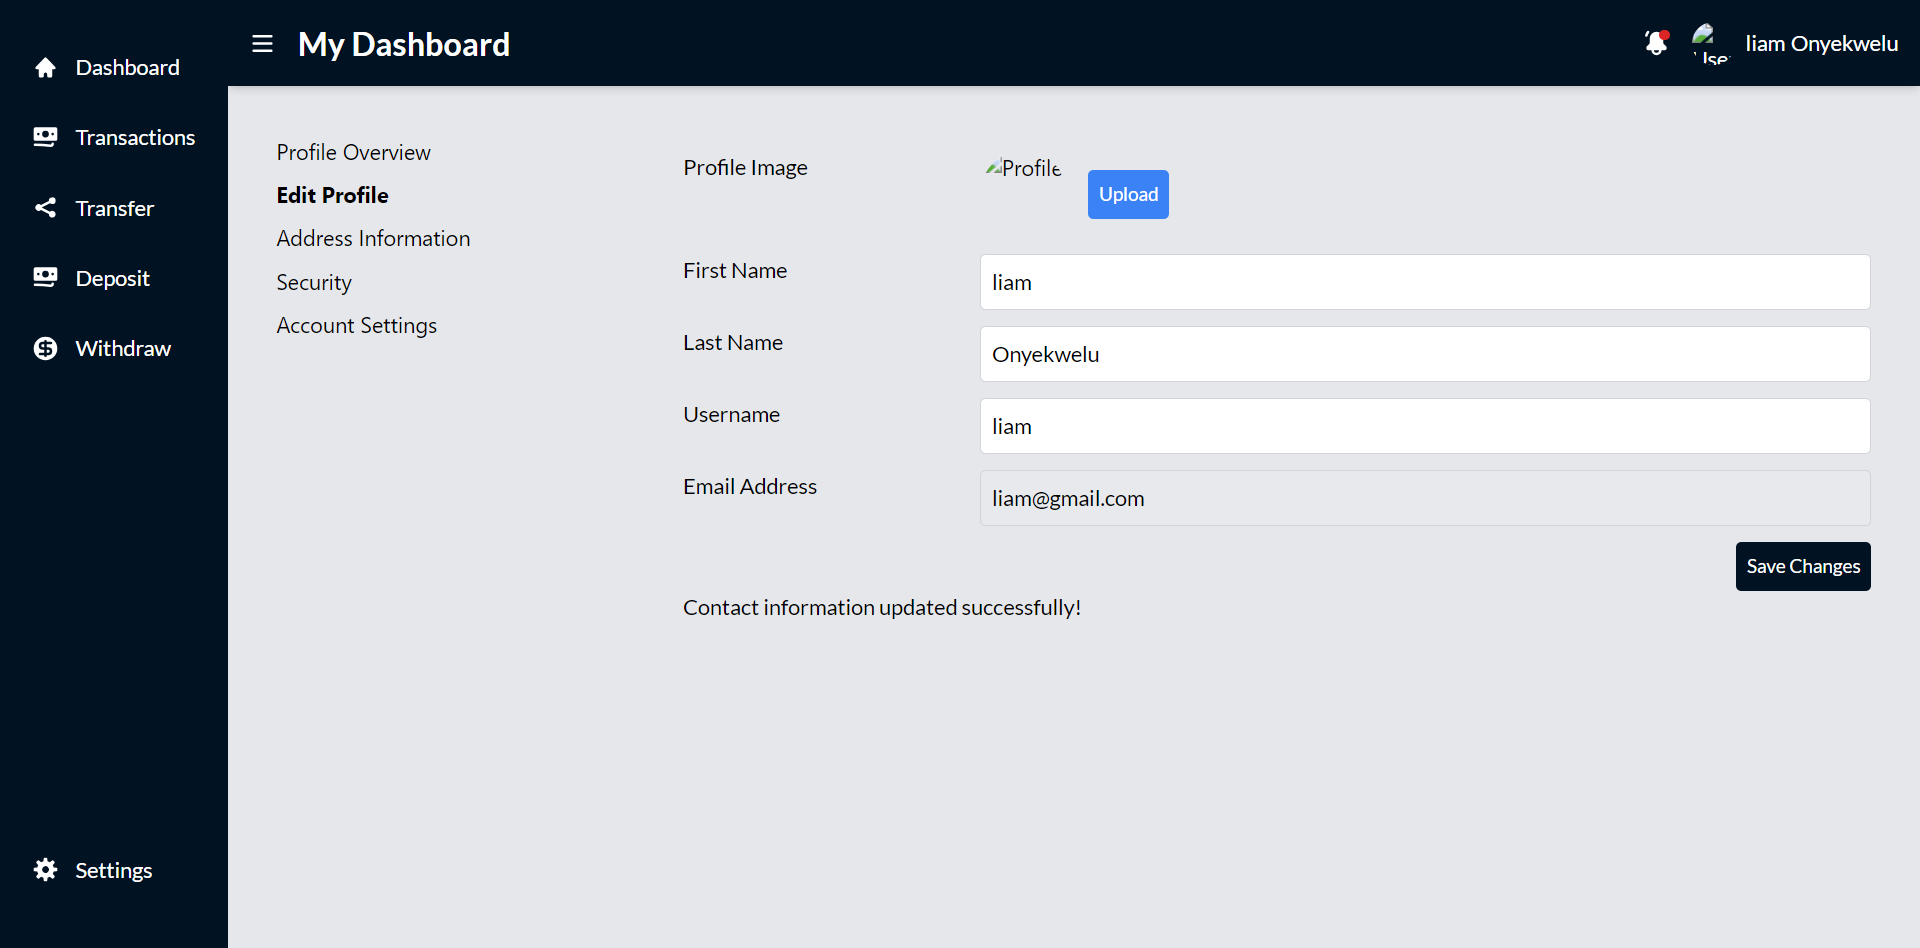 Dashboard
Transactions
Transfer
Deposit
Withdraw
Settings
My Dashboard
liam Onyekwelu
Profile Overview
Edit Profile
Address Information
Security
Account Settings
Profile Image
Profile
Upload
First Name
liam
Last Name
Onyekwelu
Username
liam
Email Address
liam@gmail.com
Save Changes
Contact information updated successfully!